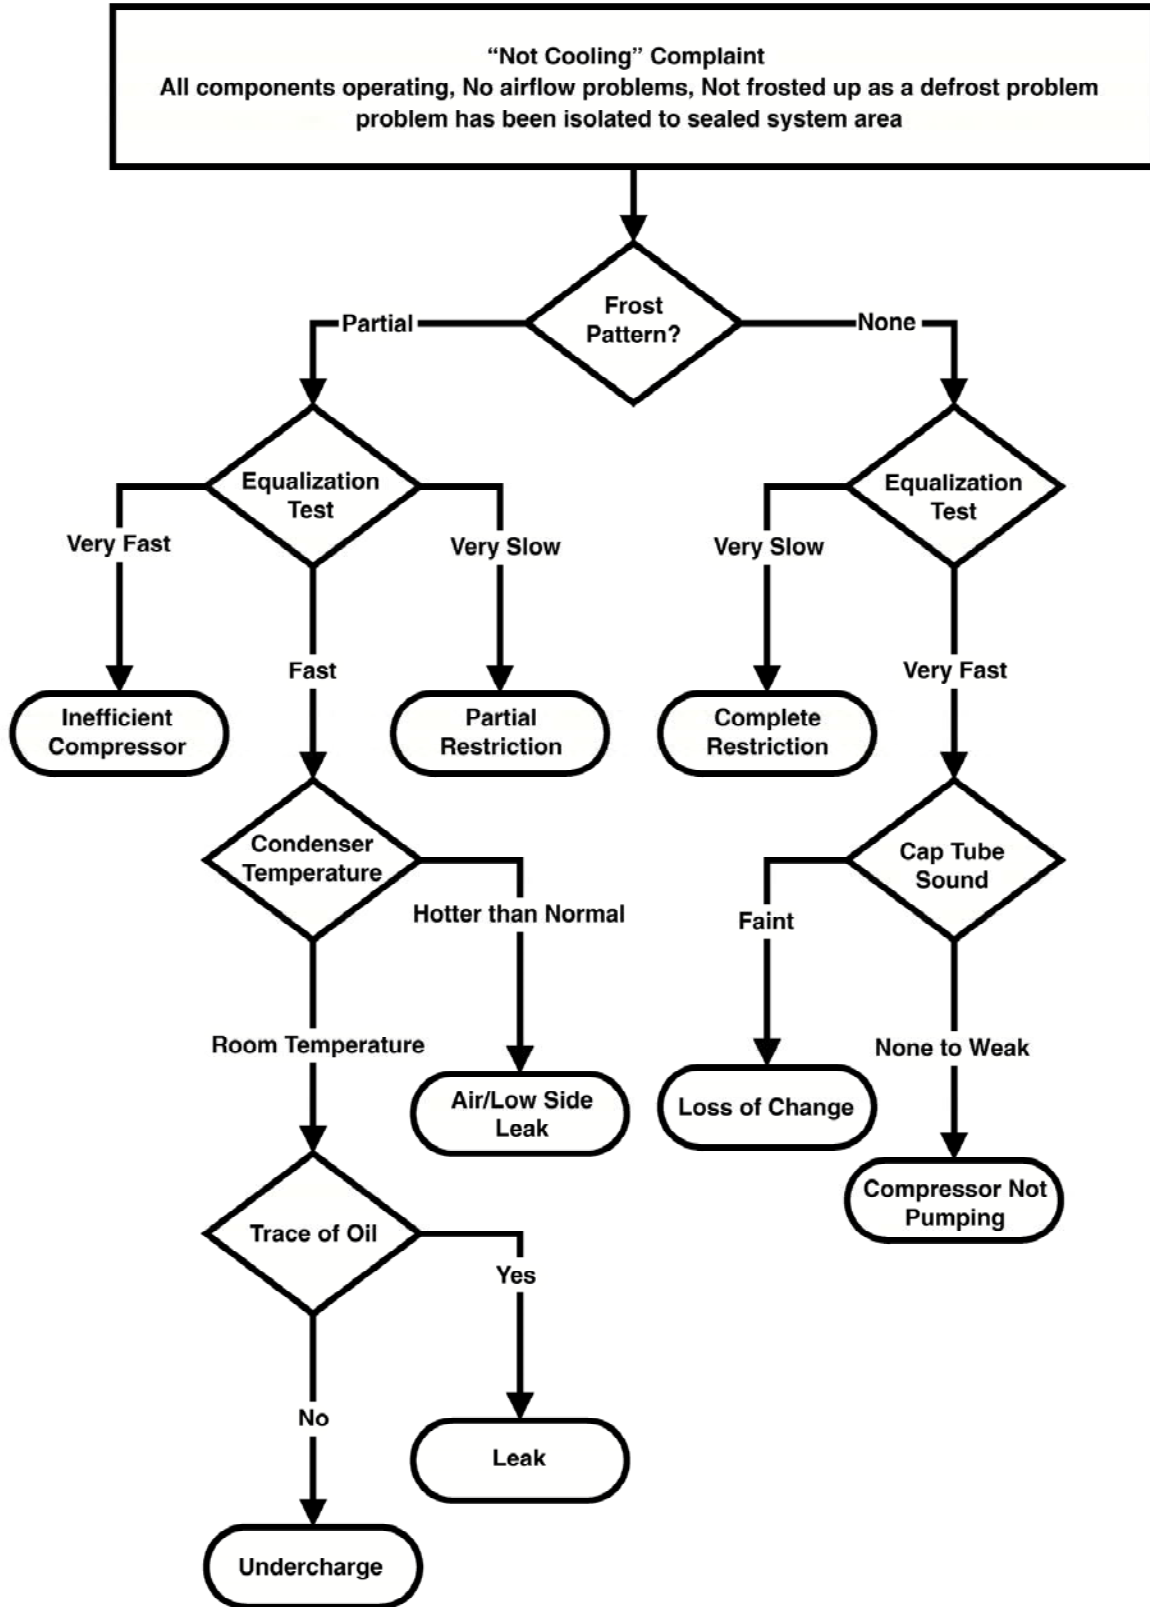 “Not Cooling” Complaint
All components operating, No airflow problems, Not frosted up as a defrost problem
problem has been isolated to sealed system area
Frost
Pattern?
Partial
None
Equalization
Test
Equalization
Test
Very Fast
Very Slow
Very Slow
Fast
Very Fast
Inefficient
Compressor
Partial
Restriction
Complete
Restriction
Condenser
Temperature
Cap Tube
Sound
Hotter than Normal
Faint
Room Temperature
None to Weak
Air/Low Side
Leak
Loss of Change
Compressor Not
Pumping
Trace of Oil
Yes
No
Leak
Undercharge